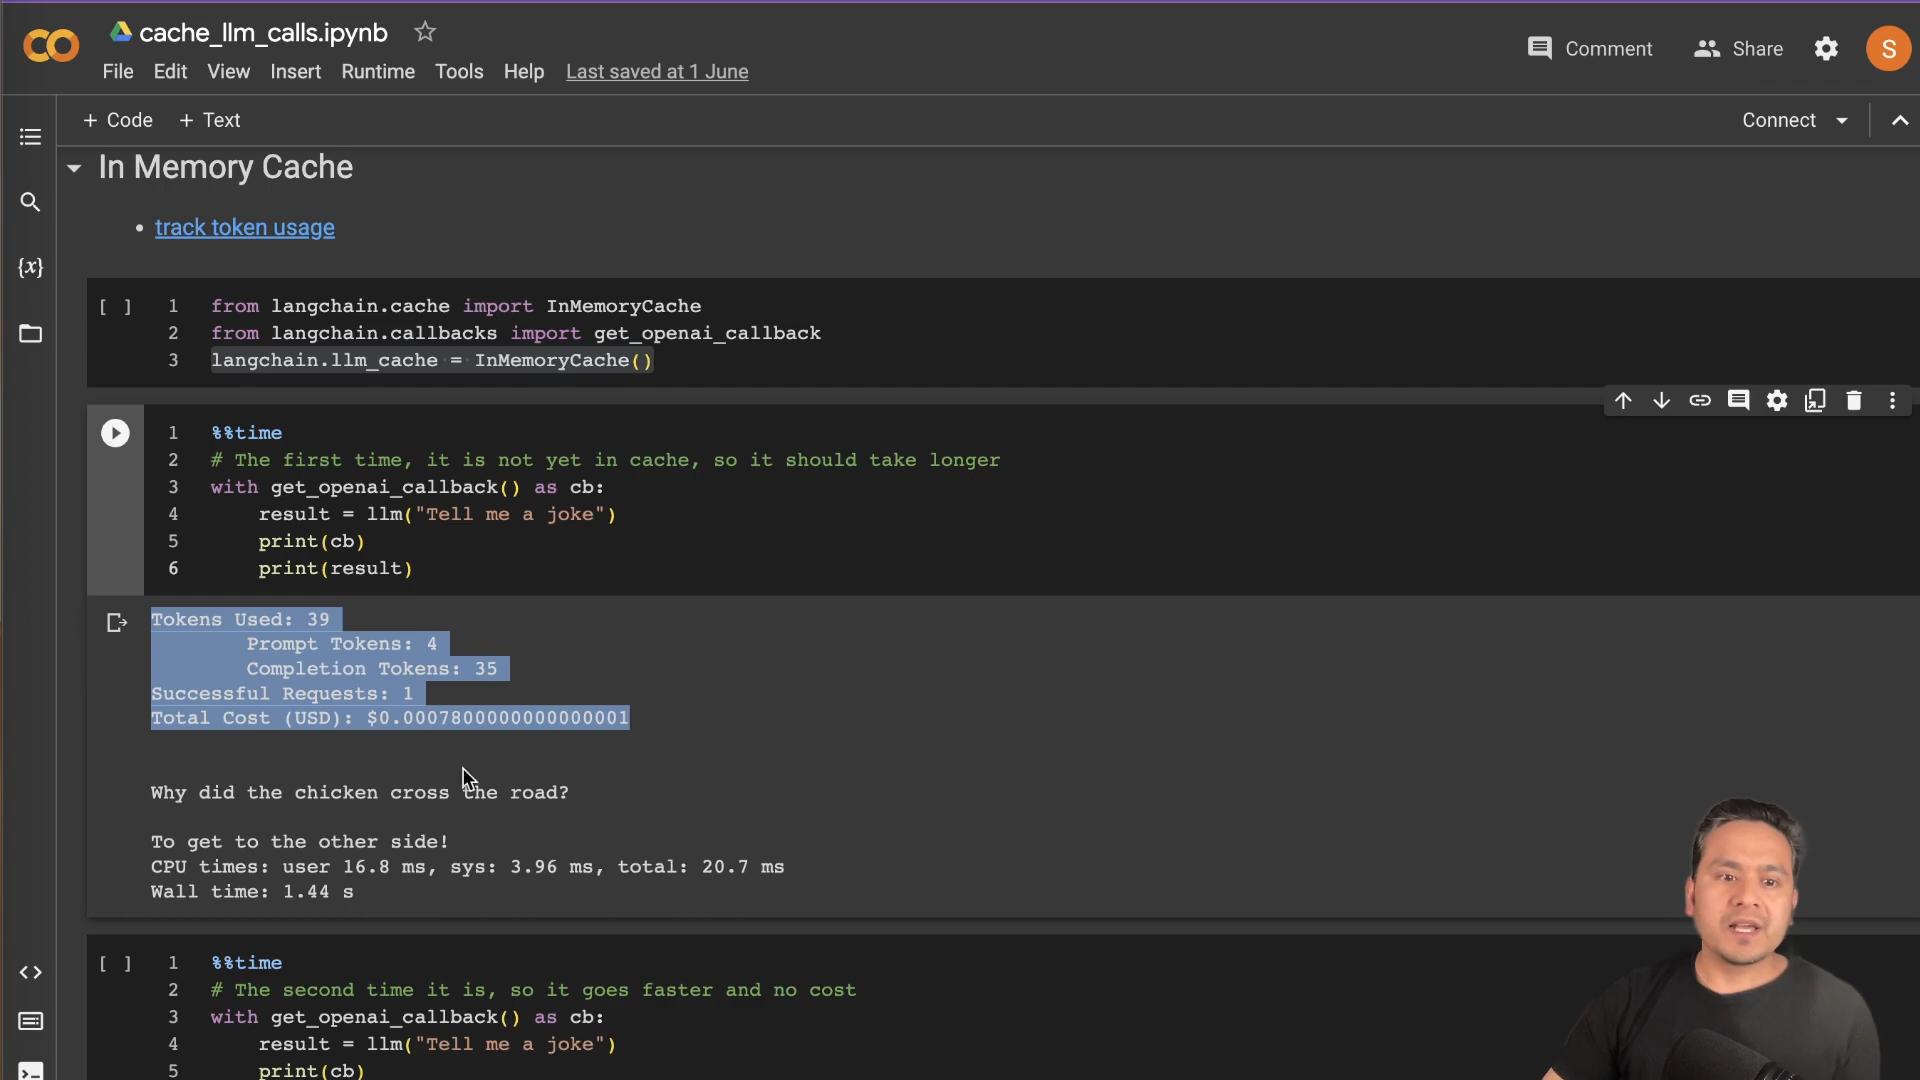 cache_llm_calls.ipynb
Comment
Share
S
File Edit View Insert Runtime Tools Help Last saved at 1 June
+ Code + Text
Connect
In Memory Cache
• track token usage
{x}
[ ] 1 from langchain.cache import InMemoryCache
2 from langchain.callbacks import get_openai_callback
3 langchain.llm_cache = InMemoryCache()
1 %%time
2 # The first time, it is not yet in cache, so it should take longer
3 with get_openai_callback() as cb:
4 result = llm("Tell me a joke")
5 print(cb)
6 print(result)
Tokens Used: 39
Prompt Tokens: 4
Completion Tokens: 35
Successful Requests: 1
Total Cost (USD): $0.0007800000000000001
Why did the chicken cross the road?
To get to the other side!
CPU times: user 16.8 ms, sys: 3.96 ms, total: 20.7 ms
Wall time: 1.44 s
[ ] 1 %%time
2 # The second time it is, so it goes faster and no cost
3 with get_openai_callback() as cb:
4 result = llm("Tell me a joke")
5 print(cb)